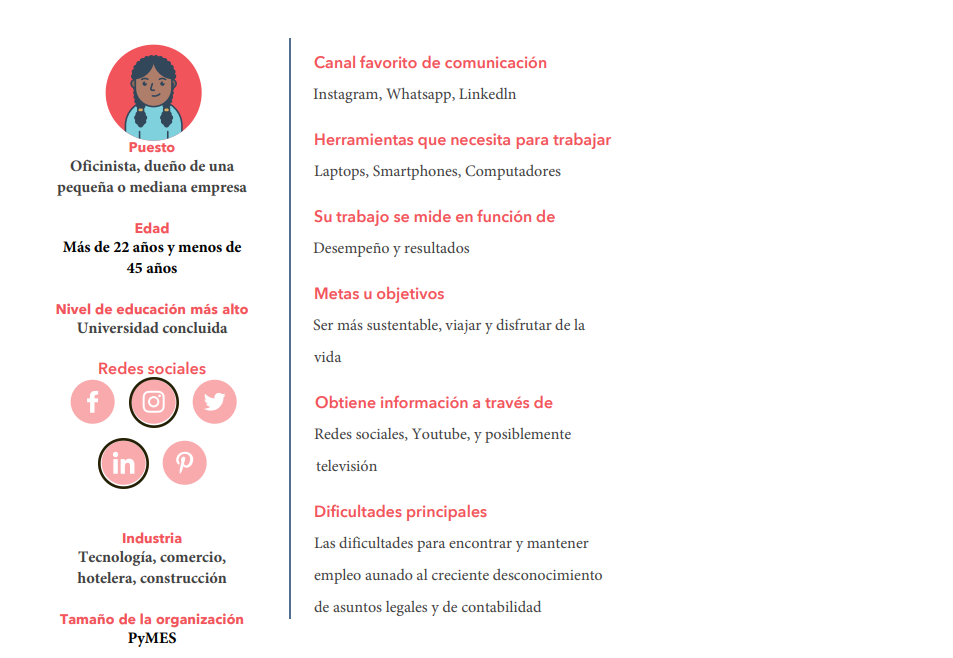 Puesto
Oficinista, dueño de una
pequeña o mediana empresa
Edad
Más de 22 años y menos de
45 años
Nivel de educación más alto
Universidad concluida
Redes sociales
f
in
Industria
Tecnología, comercio,
hotelera, construcción
Tamaño de la organización
PyMES
Canal favorito de comunicación
Instagram, Whatsapp, Linkedln
Herramientas que necesita para trabajar
Laptops, Smartphones, Computadores
Su trabajo se mide en función de
Desempeño y resultados
Metas u objetivos
Ser más sustentable, viajar y disfrutar de la
vida
Obtiene información a través de
Redes sociales, Youtube, y posiblemente
televisión
Dificultades principales
Las dificultades para encontrar y mantener
empleo aunado al creciente desconocimiento
de asuntos legales y de contabilidad